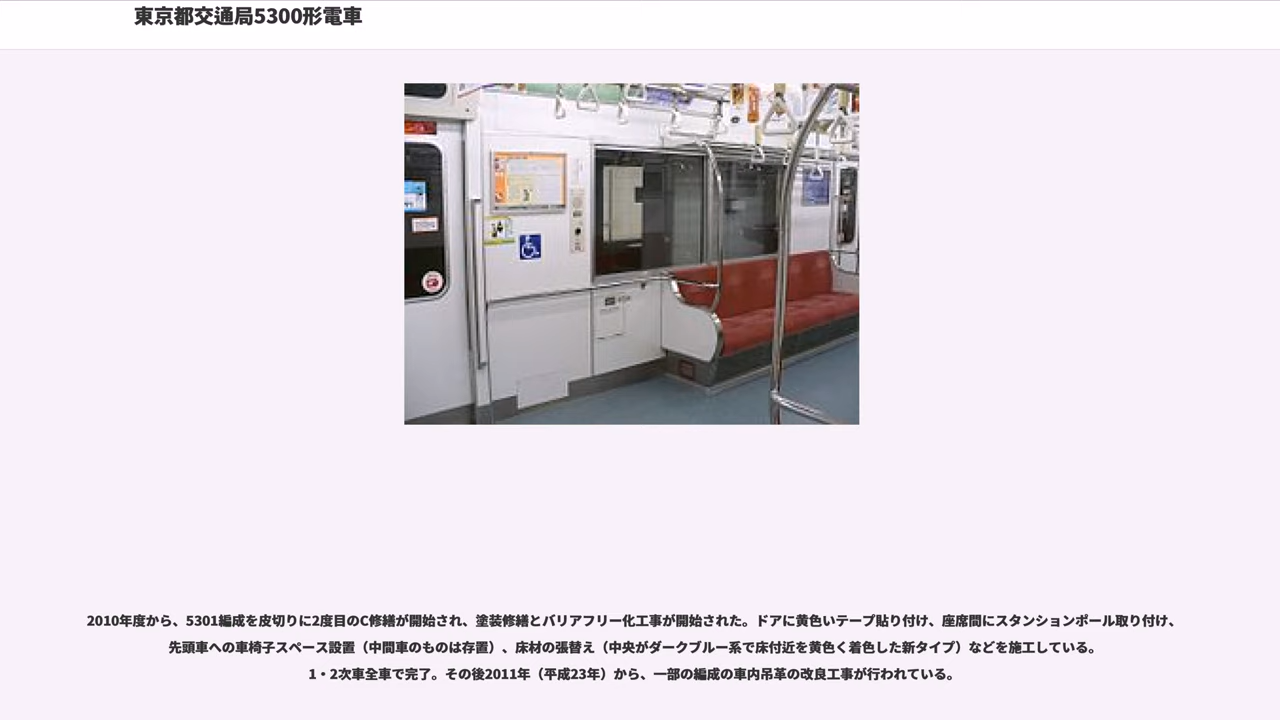 東京都交通局5300形電車
2010年度から、5301編成を皮切りに2度目のC修繕が開始され、塗装修繕とバリアフリー化工事が開始された。ドアに黄色いテープ貼り付け、座席間にスタンションポール取り付け、
先頭車への車椅子スペース設置（中間車のものは存置）、床材の張替え（中央がダークブルー系で床付近を黄色く着色した新タイプ）などを施工している。
1・2次車全車で完了。その後2011年（平成23年）から、一部の編成の車内吊革の改良工事が行われている。